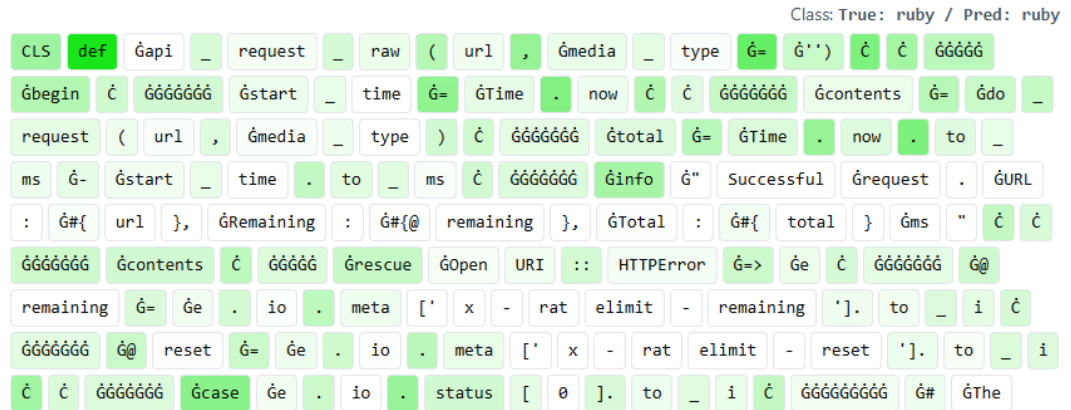 Class: True: ruby / Pred: ruby
CLS def Ġapi _ request _ raw ( url , Ġmedia _ type Ġ= Ġ'') Ċ Ċ ĠĠĠĠĠ
Ġbegin Ċ ĠĠĠĠĠĠĠ Ġstart _ time Ġ= ĠTime . now Ċ Ċ ĠĠĠĠĠĠĠ Ġcontents Ġ= Ġdo _
request ( url , Ġmedia _ type ) Ċ ĠĠĠĠĠĠĠ Ġtotal Ġ= ĠTime . now . to _
ms Ġ- Ġstart _ time . to _ ms Ċ ĠĠĠĠĠĠĠ Ġinfo Ġ" Successful Ġrequest . ĠURL
: Ġ#{ url }, ĠRemaining : Ġ#{@ remaining }, ĠTotal : Ġ#{ total } Ġms " Ċ Ċ
ĠĠĠĠĠĠĠ Ġcontents Ċ ĠĠĠĠĠ Ġrescue ĠOpen URI :: HTTPError Ġ=> Ġe Ċ ĠĠĠĠĠĠĠ Ġ@
remaining Ġ= Ġe . io . meta [' x - rat elimit - remaining ']. to _ i Ċ
ĠĠĠĠĠĠĠ Ġ@ reset Ġ= Ġe . io . meta [' x - rat elimit - reset ']. to _ i
Ċ Ċ ĠĠĠĠĠĠĠ Ġcase Ġe . io . status [ 0 ]. to _ i Ċ ĠĠĠĠĠĠĠĠĠ Ġ# ĠThe